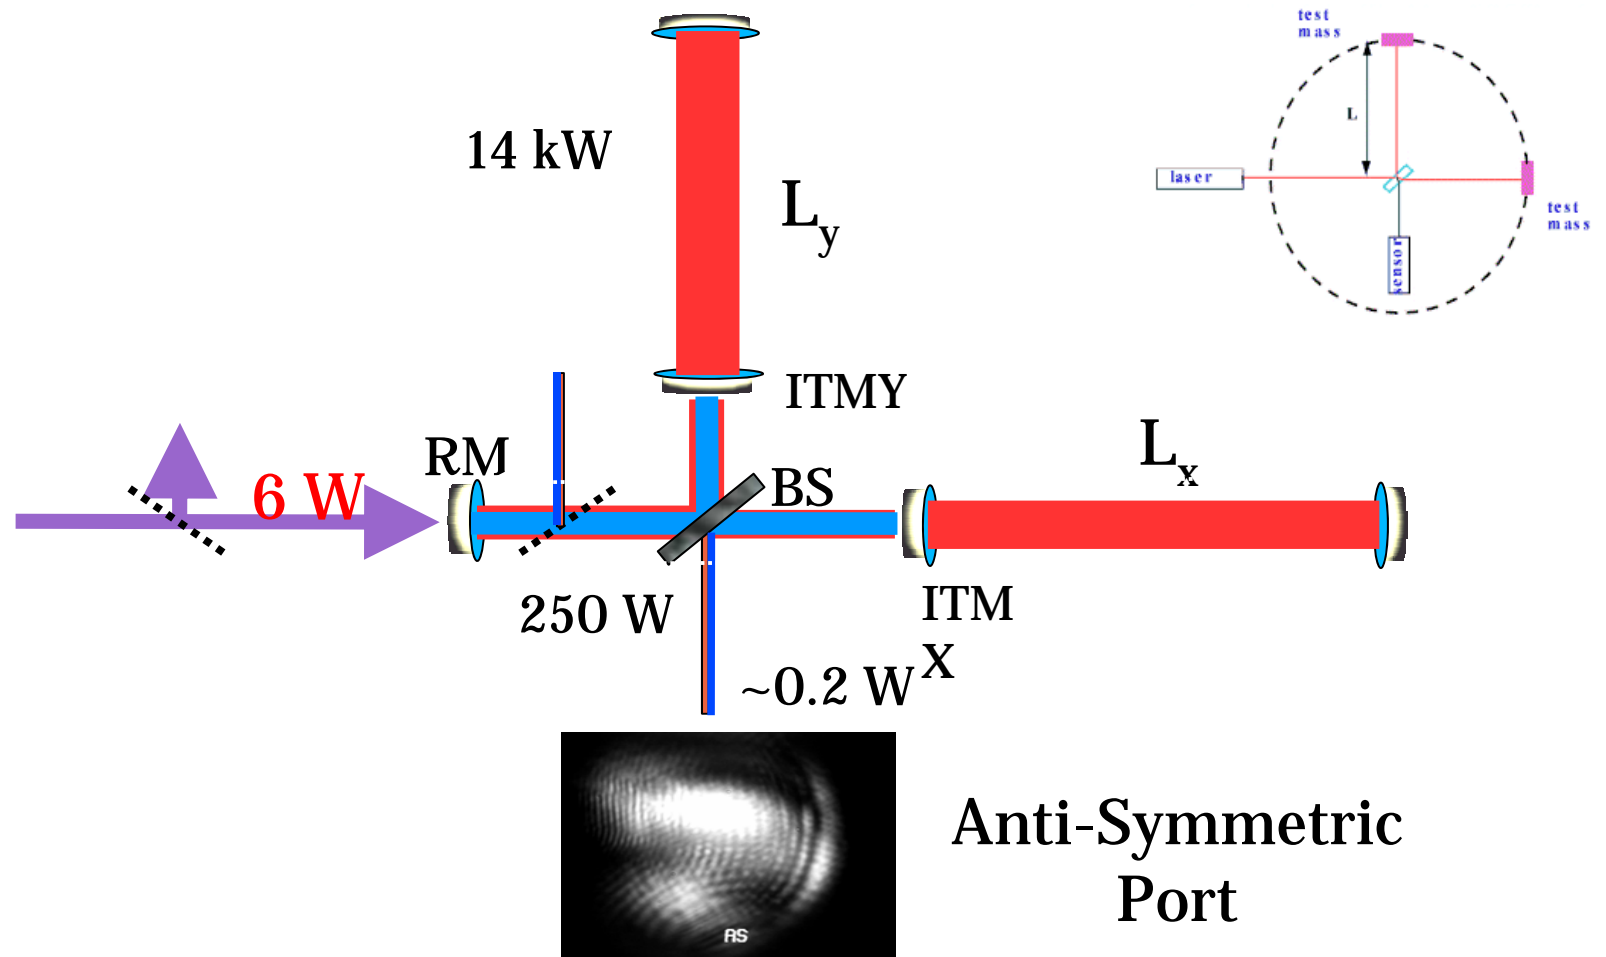 test
mass
14 kW
L
laser
Ly
test
mass
sensor
ITMY
Lx
RM
BS
6 W
250 W
ITM
X
~0.2 W
Anti-Symmetric
Port
AS